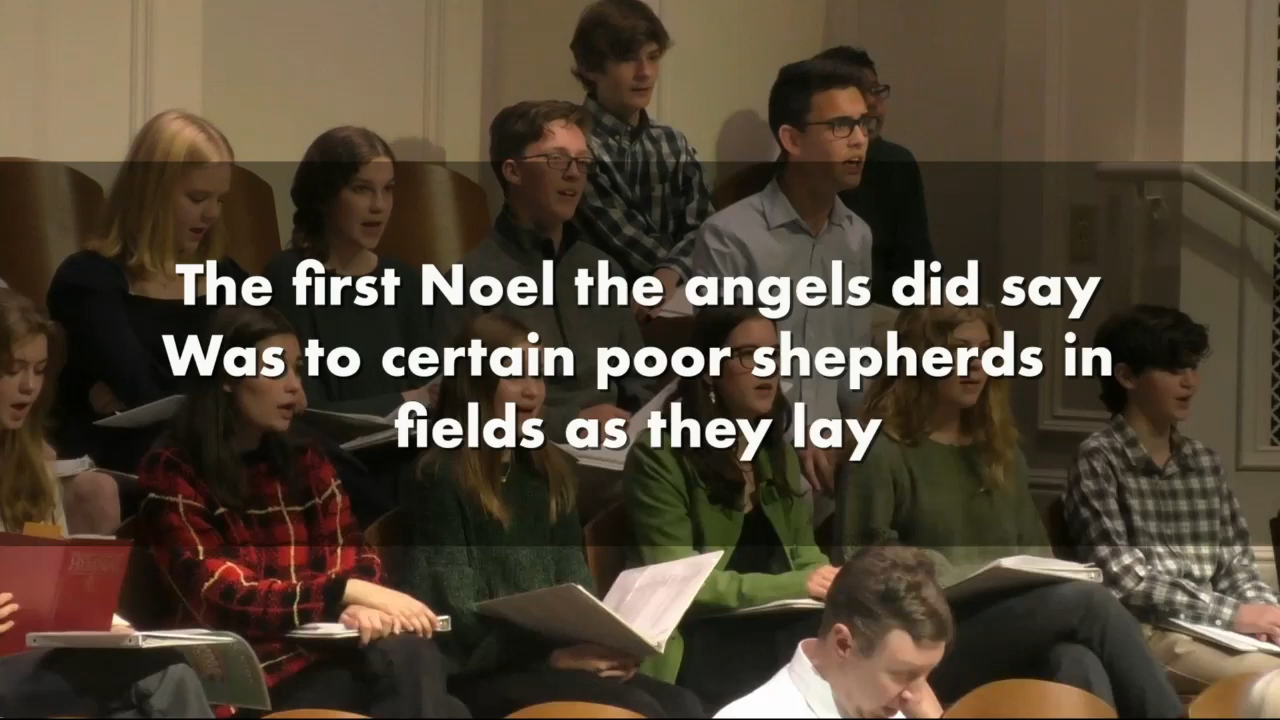 The first Noel the angels did say
Was to certain poor shepherds in
fields as they lay